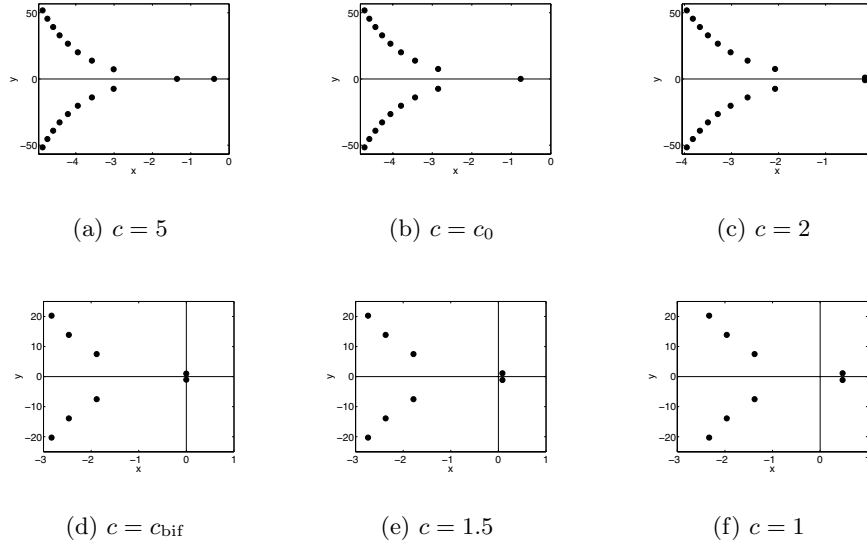 50
0
−50
y
−4 −3 −2 −1 0
x
(a) c = 5
50
0
−50
y
−4 −3 −2 −1 0
x
(b) c = c₀
50
0
−50
y
−4 −3 −2 −1
x
(c) c = 2
20
10
0
−10
−20
y
−3 −2 −1 0 1
x
(d) c = c_bif
20
10
0
−10
−20
y
−3 −2 −1 0 1
x
(e) c = 1.5
20
10
0
−10
−20
y
−3 −2 −1 0 1
x
(f) c = 1